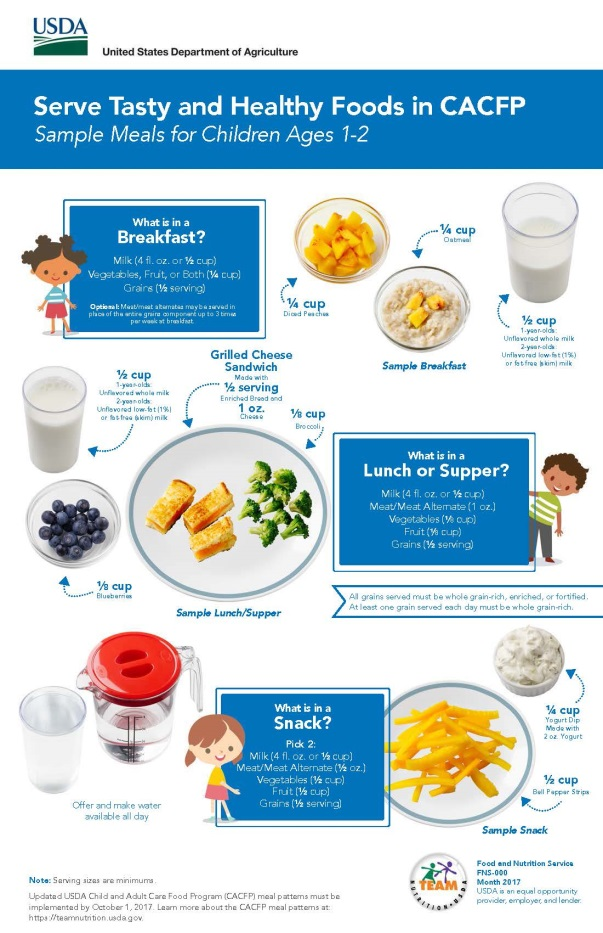 USDA
United States Department of Agriculture
Serve Tasty and Healthy Foods in CACFP
Sample Meals for Children Ages 1-2
What is in a
Breakfast?
Milk (4 fl. oz. or ½ cup)
Vegetables, Fruit, or Both (¼ cup)
Grains (½ serving)
Optional: Meat/meat alternates may be served in
place of the entire grains component up to 3 times
per week at breakfast.
¼ cup
Diced Peaches
¼ cup
Oatmeal
Sample Breakfast
½ cup
1-year-olds:
Unflavored whole milk
2-year-olds:
Unflavored low-fat (1%)
or fat-free (skim) milk
½ cup
1-year-olds:
Unflavored whole milk
2-year-olds:
Unflavored low-fat (1%)
or fat-free (skim) milk
Grilled Cheese
Sandwich
Made with
½ serving
Enriched Bread and
1 oz.
Cheese
⅛ cup
Broccoli
⅛ cup
Blueberries
Sample Lunch/Supper
What is in a
Lunch or Supper?
Milk (4 fl. oz. or ½ cup)
Meat/Meat Alternate (1 oz.)
Vegetables (⅛ cup)
Fruit (⅛ cup)
Grains (½ serving)
All grains served must be whole grain-rich, enriched, or fortified.
At least one grain served each day must be whole grain-rich.
Offer and make water
available all day
What is in a
Snack?
Pick 2:
Milk (4 fl. oz. or ½ cup)
Meat/Meat Alternate (½ oz.)
Vegetables (½ cup)
Fruit (½ cup)
Grains (½ serving)
¼ cup
Yogurt Dip
Made with
2 oz. Yogurt
½ cup
Bell Pepper Strips
Sample Snack
Note: Serving sizes are minimums.
Updated USDA Child and Adult Care Food Program (CACFP) meal patterns must be
implemented by October 1, 2017. Learn more about the CACFP meal patterns at:
https://teamnutrition.usda.gov.
TEAM
NUTRITION USDA
Food and Nutrition Service
FNS-000
Month 2017
USDA is an equal opportunity
provider, employer, and lender.